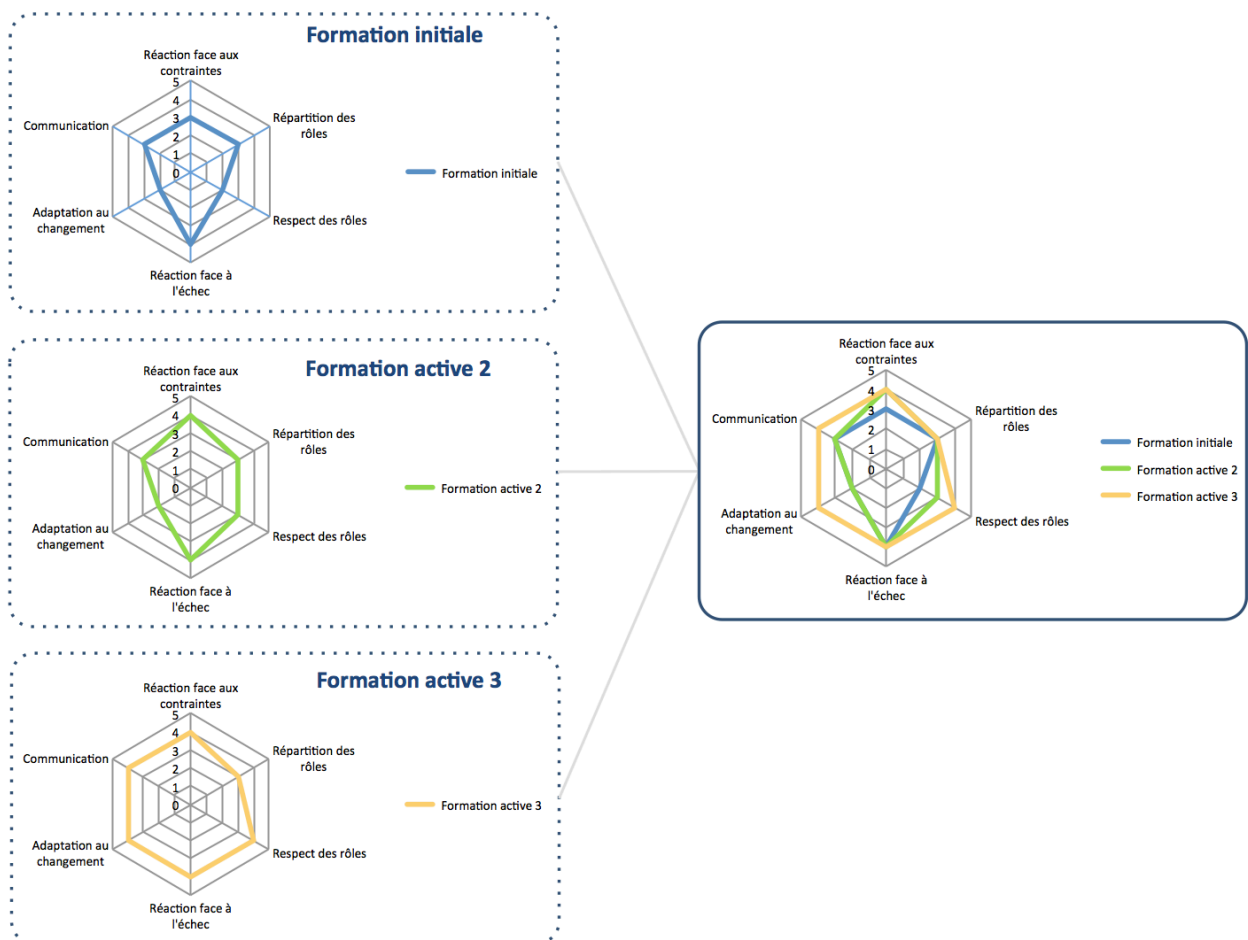 Formation initiale
Réaction face aux
contraintes
5
4
3
2
1
0
Communication
Répartition des
rôles
Adaptation au
changement
Respect des rôles
Réaction face à
l'échec
Formation initiale
Formation active 2
Réaction face aux
contraintes
5
4
3
2
1
0
Communication
Répartition des
rôles
Adaptation au
changement
Respect des rôles
Réaction face à
l'échec
Formation active 2
Formation active 3
Réaction face aux
contraintes
5
4
3
2
1
0
Communication
Répartition des
rôles
Adaptation au
changement
Respect des rôles
Réaction face à
l'échec
Formation active 3
Réaction face aux
contraintes
5
4
3
2
1
0
Communication
Répartition des
rôles
Adaptation au
changement
Respect des rôles
Réaction face à
l'échec
Formation initiale
Formation active 2
Formation active 3